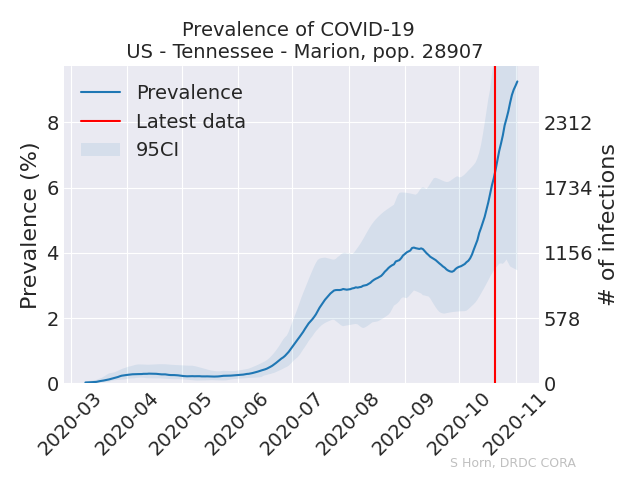 Prevalence of COVID-19
US - Tennessee - Marion, pop. 28907
Prevalence
Latest data
95CI
Prevalence (%)
8
6
4
2
0
2312
1734
1156
578
0
# of infections
2020-03
2020-04
2020-05
2020-06
2020-07
2020-08
2020-09
2020-10
2020-11
S Horn, DRDC CORA